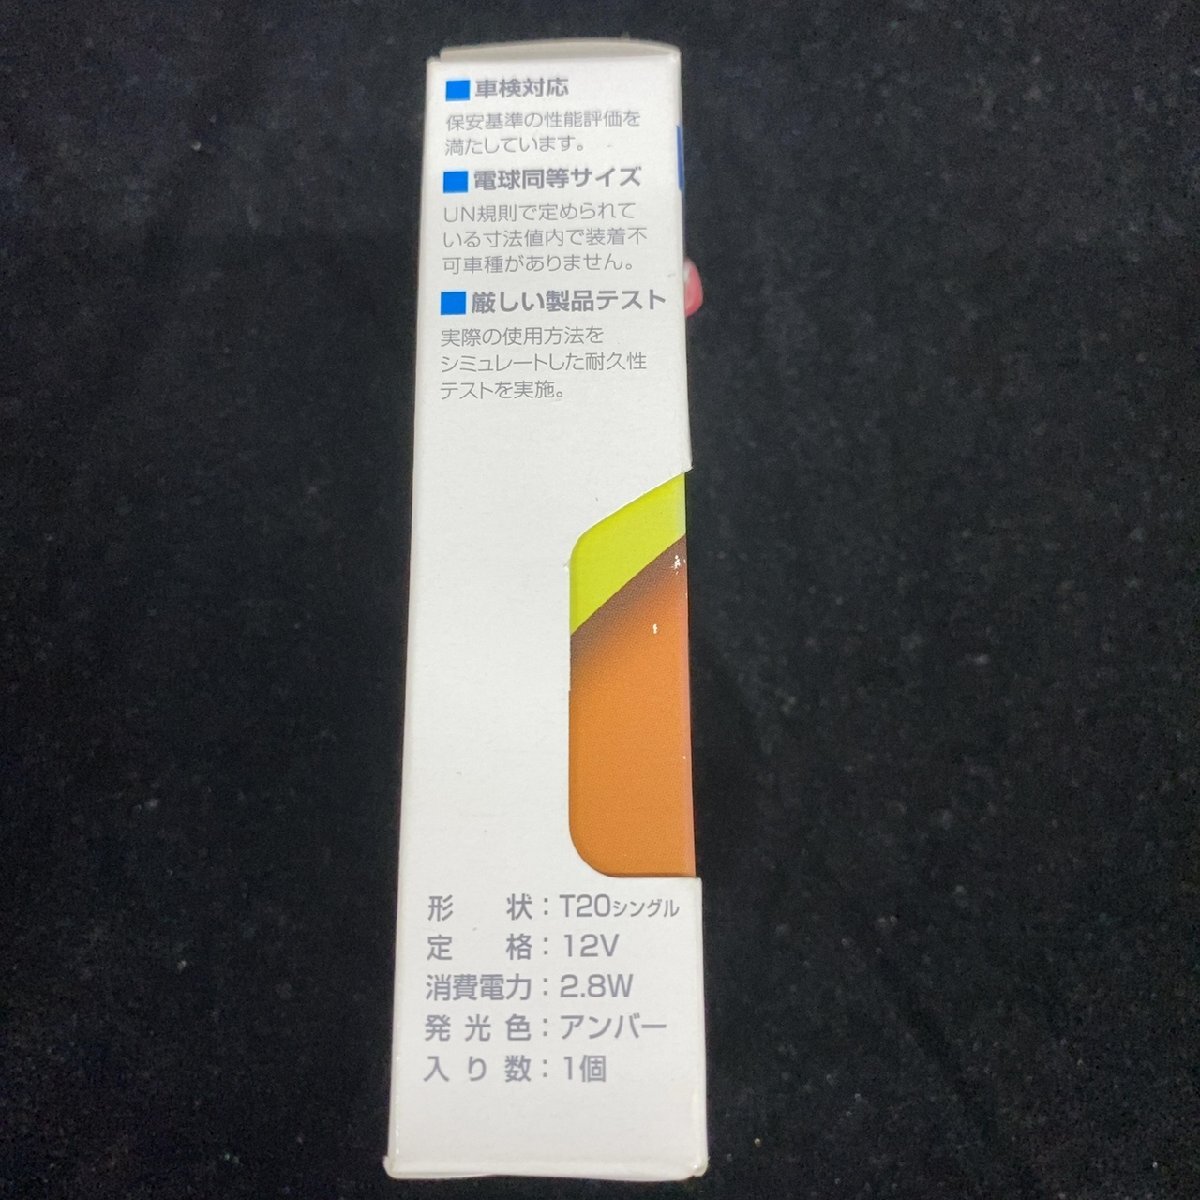 ■車検対応
保安基準の性能評価を
満たしています。
■電球同等サイズ
UN規則で定められて
いる寸法値内で装着不
可車種がありません。
■厳しい製品テスト
実際の使用方法を
シミュレートした耐久性
テストを実施。
形状：T20シングル
定格：12V
消費電力：2.8W
発光色：アンバー
入り数：1個